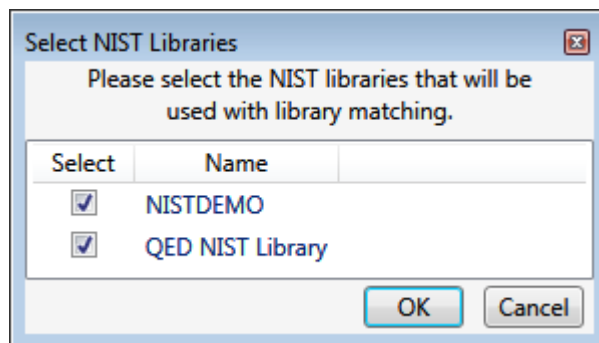 Select NIST Libraries
Please select the NIST libraries that will be
used with library matching.
Select Name
NISTDEMO
QED NIST Library
OK Cancel